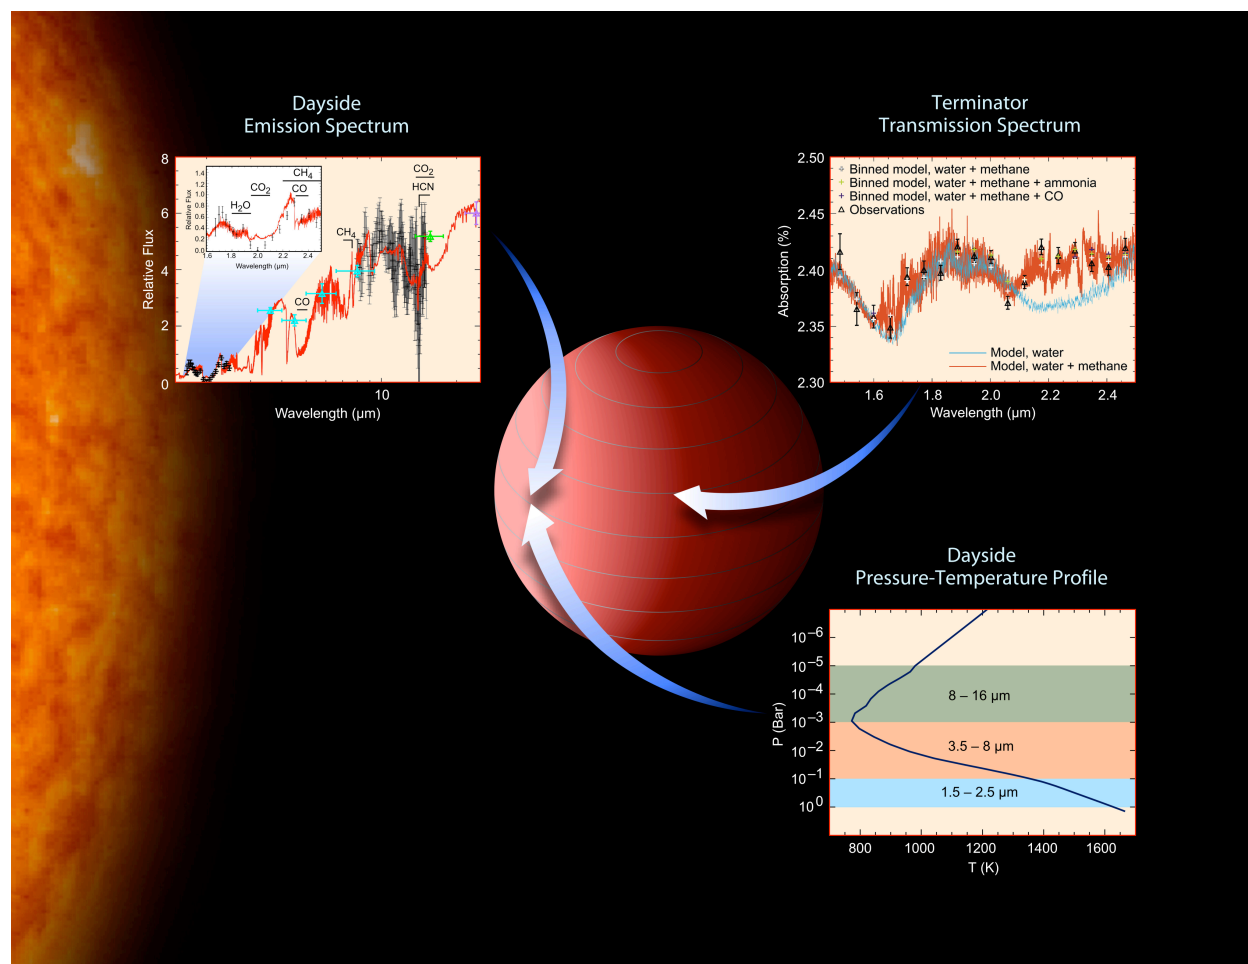 Dayside
Emission Spectrum
8
6
4
2
0
Relative Flux
10
Wavelength (μm)
CH4
CO
CO2
HCN
1.4
1.2
1.0
0.8
0.6
0.4
0.2
0.0
Relative Flux
H2O
CO2
CH4
CO
1.6 1.8 2.0 2.2 2.4
Wavelength (μm)
Terminator
Transmission Spectrum
2.50
2.45
2.40
2.35
2.30
Absorption (%)
Binned model, water + methane
Binned model, water + methane + ammonia
Binned model, water + methane + CO
Observations
Model, water
Model, water + methane
1.6 1.8 2.0 2.2 2.4
Wavelength (μm)
Dayside
Pressure-Temperature Profile
10–6
10–5
10–4
10–3
10–2
10–1
10 0
P (Bar)
8 – 16 μm
3.5 – 8 μm
1.5 – 2.5 μm
800 1000 1200 1400 1600
T (K)